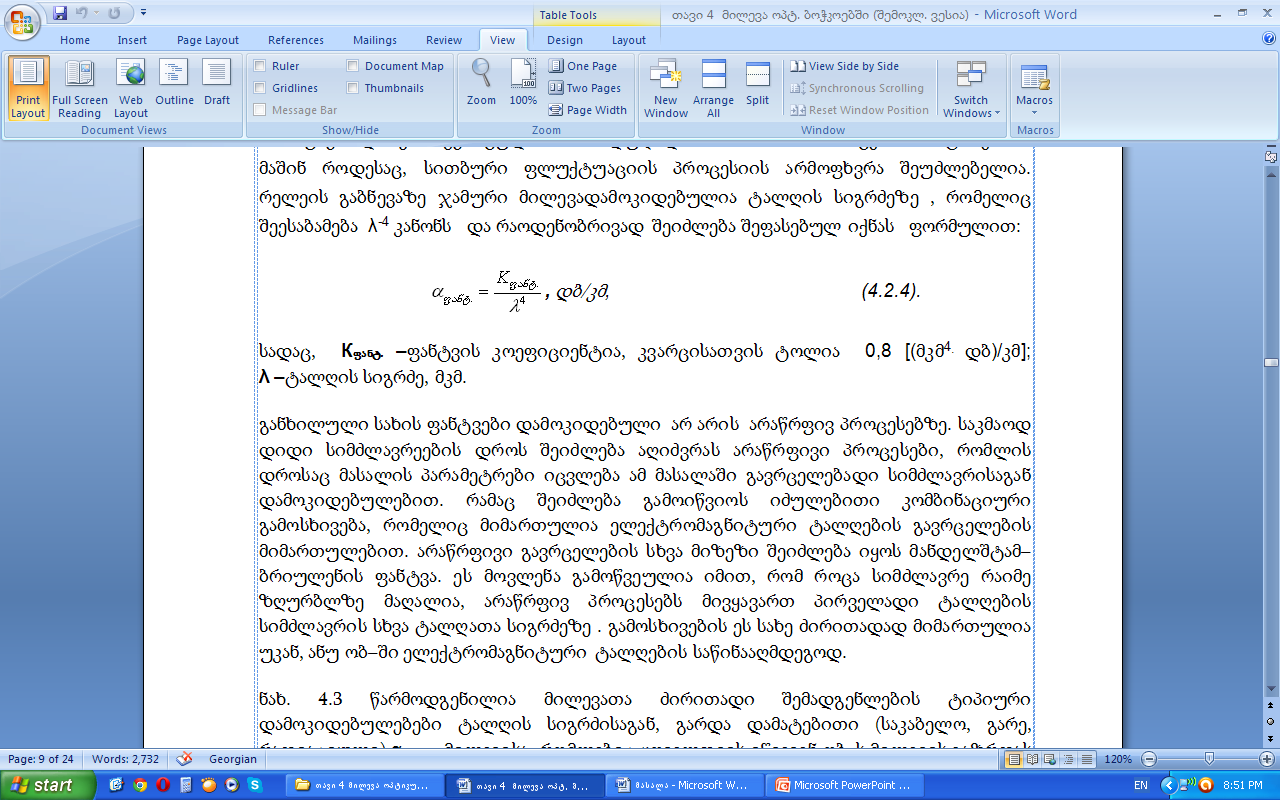 Table Tools
თავი 4 მილევა ოპტ. ბოჭკოებში (შემოკლ. ვესია) - Microsoft Word
Home Insert Page Layout References Mailings Review View Design Layout
Print Layout
Full Screen Reading
Web Layout
Outline
Draft
Document Views
Ruler
Gridlines
Message Bar
Document Map
Thumbnails
Show/Hide
Zoom
100%
One Page
Two Pages
Page Width
Zoom
New Window
Arrange All
Split
View Side by Side
Synchronous Scrolling
Reset Window Position
Window
Switch Windows
Macros
Macros
მაშინ როდესაც, სითბური ფლუქტუაციის პროცესიის არმოფხვრა შეუძლებელია.
რელეის გაბნევაზე ჯამური მილევადამოკიდებულია ტალღის სიგრძეზე , რომელიც
შეესაბამება λ-4 კანონს და რაოდენობრივად შეიძლება შეფასებულ იქნას ფორმულით:
α ფანტ. = K ფანტ. / λ4 , დბ/კმ, (4.2.4).
სადაც, Kფანტ. –ფანტვის კოეფიციენტია, კვარცისათვის ტოლია 0,8 [(მკმ4. დბ)/კმ];
λ –ტალღის სიგრძე, მკმ.
განხილული სახის ფანტვები დამოკიდებული არ არის არაწრფივ პროცესებზე. საკმაოდ
დიდი სიმძლავრეების დროს შეიძლება აღიძვრას არაწრფივი პროცესები, რომლის
დროსაც მასალის პარამეტრები იცვლება ამ მასალაში გავრცელებადი სიმძლავრისაგან
დამოკიდებულებით. რამაც შეიძლება გამოიწვიოს იძულებითი კომბინაციური
გამოსხივება, რომელიც მიმართულია ელექტრომაგნიტური ტალღების გავრცელების
მიმართულებით. არაწრფივი გავრცელების სხვა მიზეზი შეიძლება იყოს მანდელშტამ–
ბრიულენის ფანტვა. ეს მოვლენა გამოწვეულია იმით, რომ როცა სიმძლავრე რაიმე
ზღურბლზე მაღალია, არაწრფივ პროცესებს მივყავართ პირველადი ტალღების
სიმძლავრის სხვა ტალღათა სიგრძეზე . გამოსხივების ეს სახე ძირითადად მიმართულია
უკან, ანუ ობ–ში ელექტრომაგნიტური ტალღების საწინააღმდეგოდ.
ნახ. 4.3 წარმოდგენილია მილევათა ძირითადი შემადგენლების ტიპიური
დამოკიდებულებები ტალღის სიგრძისაგან, გარდა დამატებითი (საკაბელო, გარე,
Page: 9 of 24 Words: 2,732 Georgian 120%
start
თავი 4 მილევა ოპტიკუ...
თავი 4 მილევა ოპტ. ბ...
მასალა - Microsoft W...
Microsoft PowerPoint ...
EN 8:51 PM